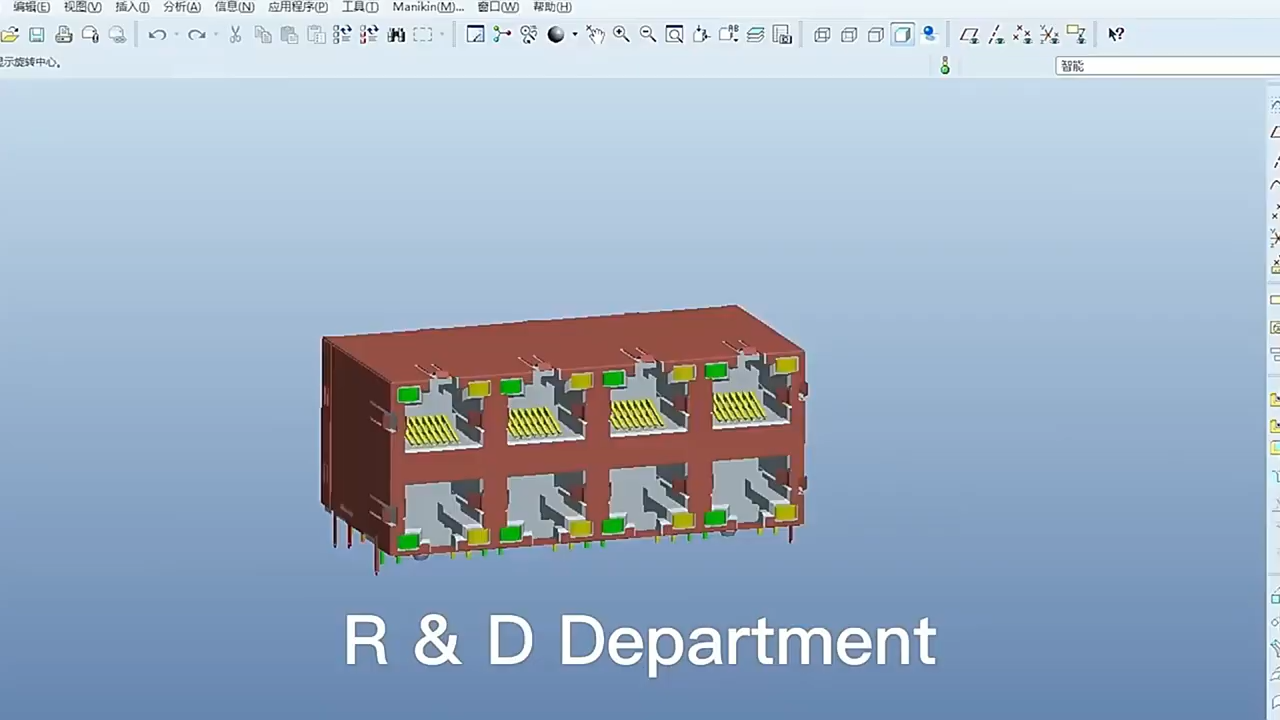 编辑(E) 视图(V) 插入(I) 分析(A) 信息(N) 应用程序(P) 工具(T) Manikin(M)... 窗口(W) 帮助(H)
显示旋转中心。
智能
R & D Department